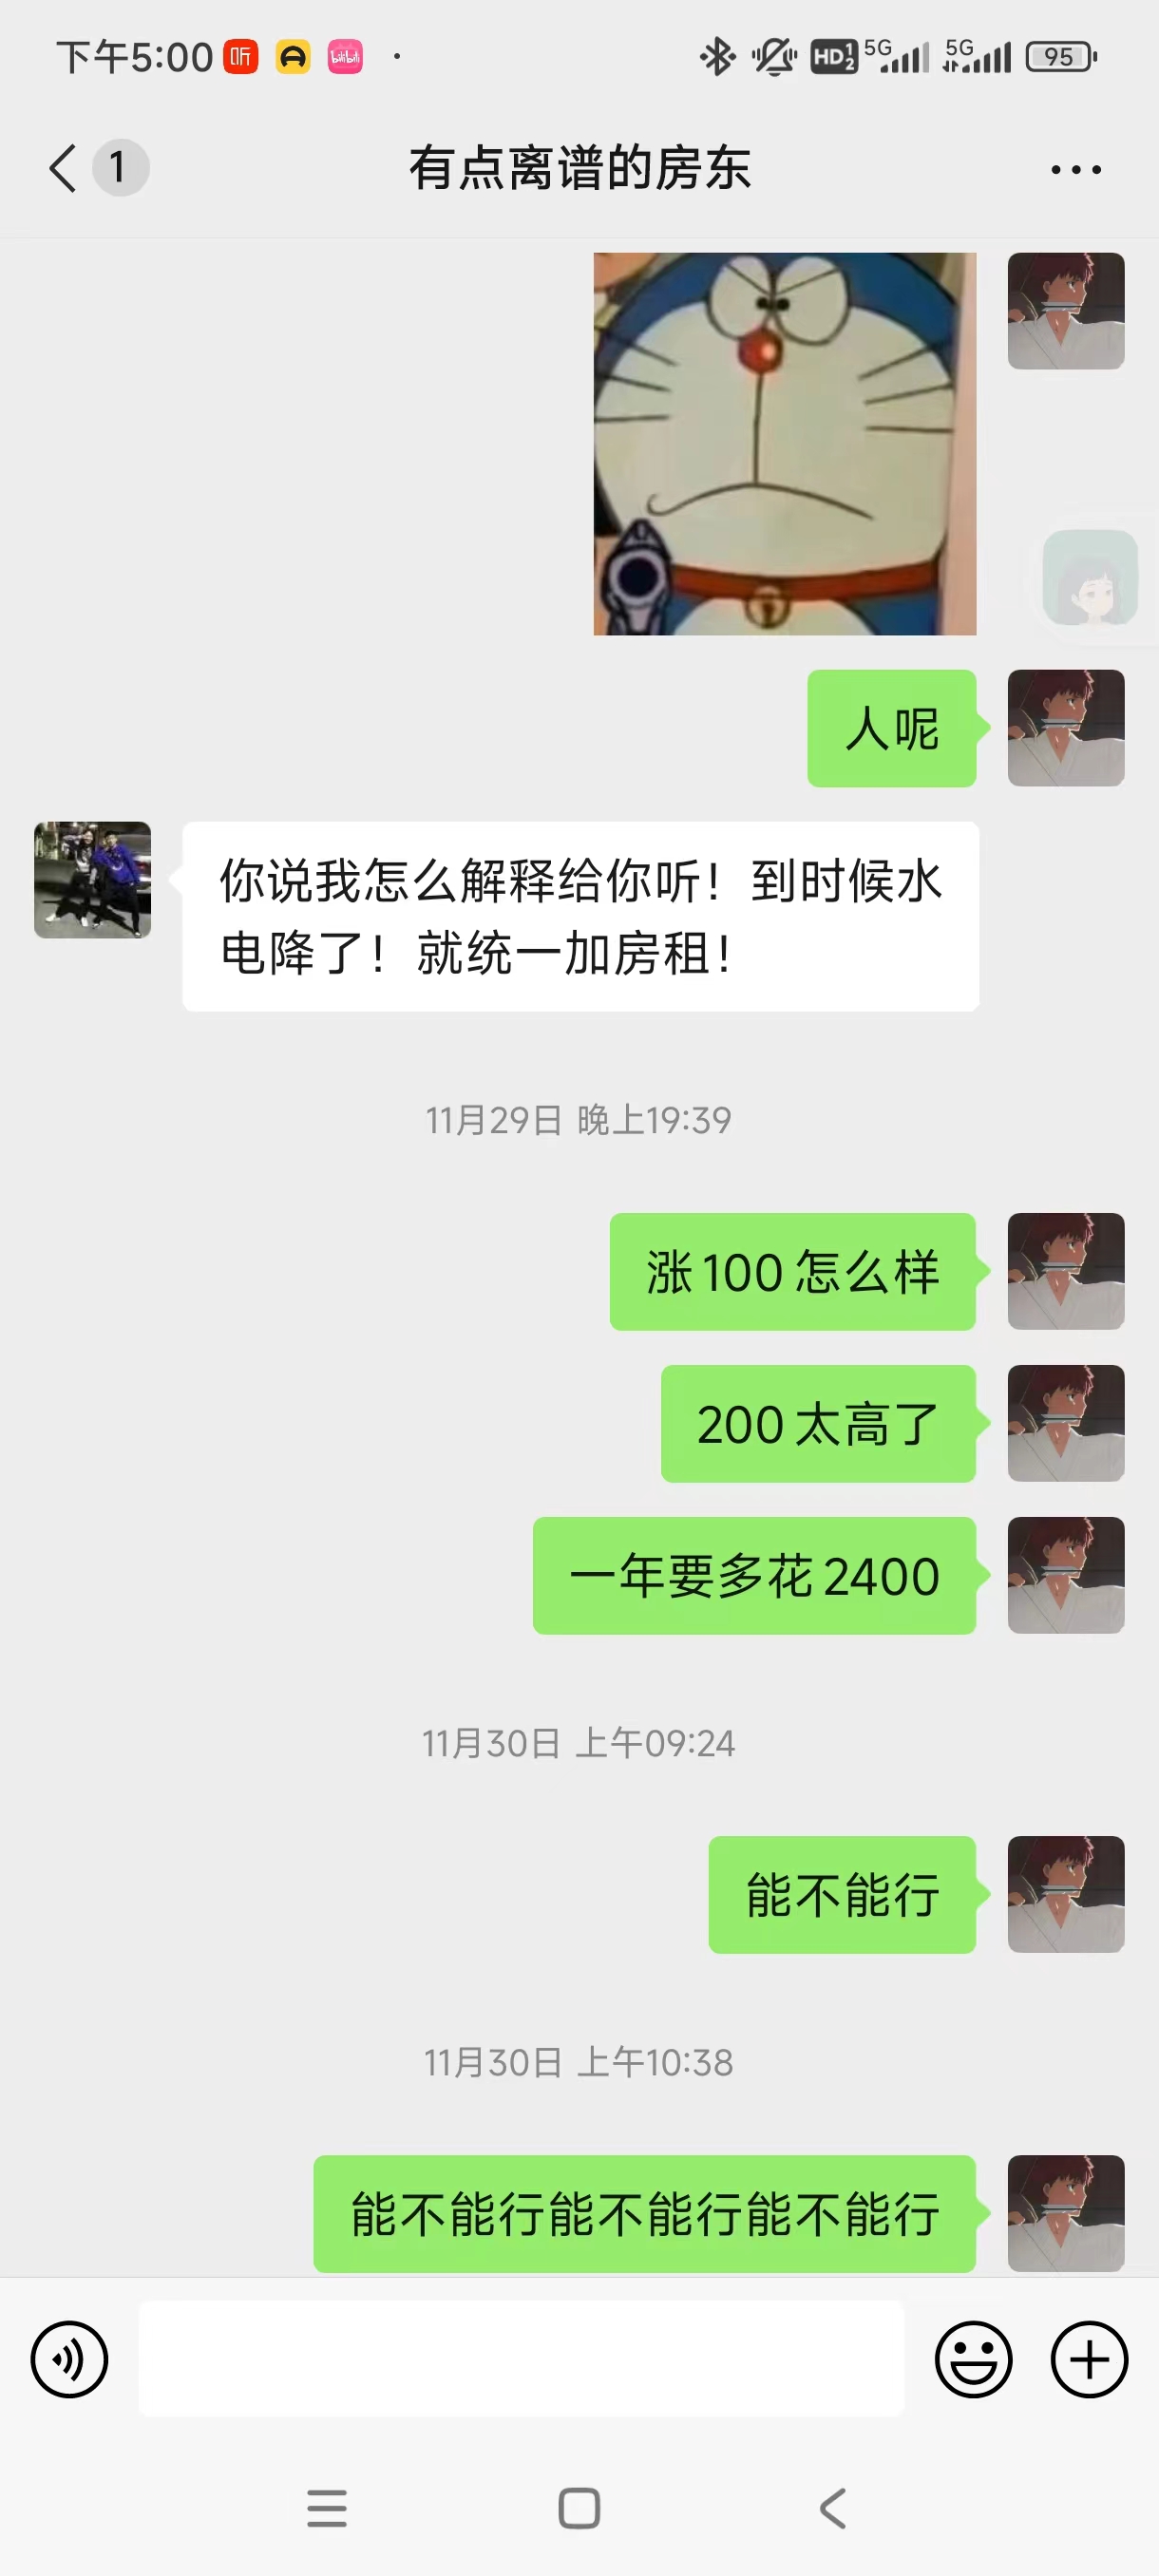 下午5:00 听 bilibili
HD 1 2 5G 5G 95
1
有点离谱的房东
人呢
你说我怎么解释给你听！到时候水
电降了！就统一加房租！
11月29日 晚上19:39
涨100怎么样
200太高了
一年要多花2400
11月30日 上午09:24
能不能行
11月30日 上午10:38
能不能行能不能行能不能行